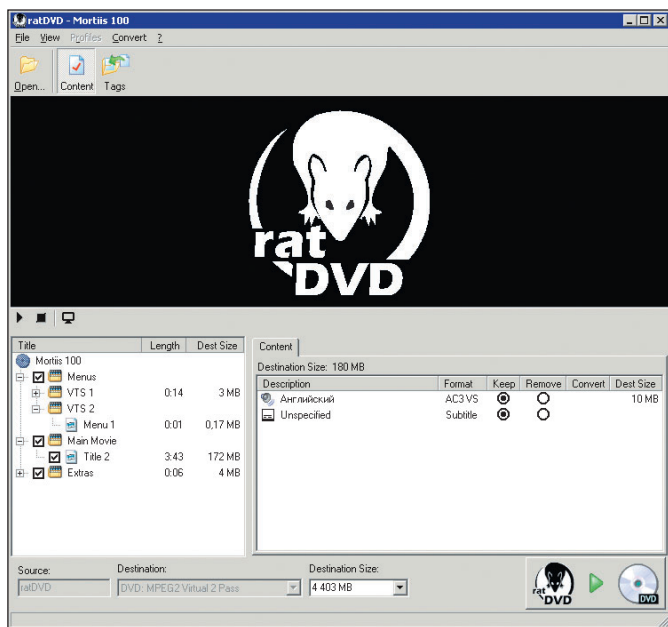 ratDVD - Mortiis 100
File View Profiles Convert ?
Open... Content Tags
rat
DVD
Title Length Dest Size
Mortiis 100
Menus
VTS 1 0:14 3 MB
VTS 2
Menu 1 0:01 0,17 MB
Main Movie
Title 2 3:43 172 MB
Extras 0:06 4 MB
Content
Destination Size: 180 MB
Description Format Keep Remove Convert Dest Size
Английский AC3 VS 10 MB
Unspecified Subtitle
Source: Destination: Destination Size:
ratDVD DVD: MPEG2 Virtual 2 Pass 4 403 MB
rat DVD DVD